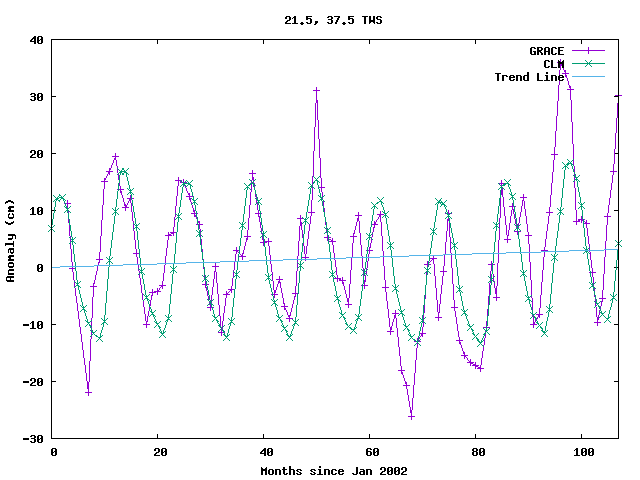 21.5, 37.5 TWS
GRACE
CLM
Trend Line
40
30
20
10
0
-10
-20
-30
Anomaly (cm)
0 20 40 60 80 100
Months since Jan 2002